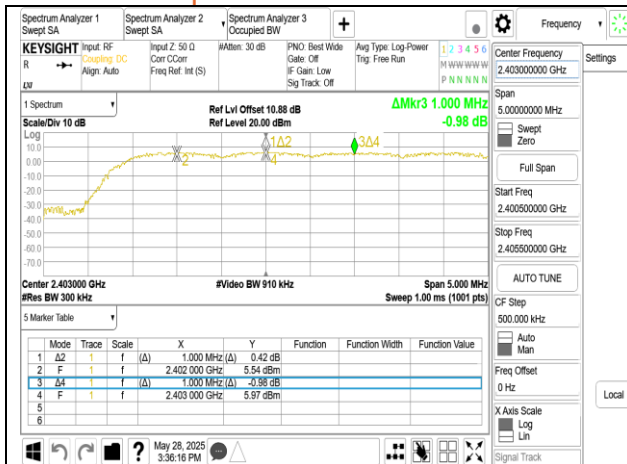 Spectrum Analyzer 1
Swept SA
Spectrum Analyzer 2
Swept SA
Spectrum Analyzer 3
Occupied BW
+
Frequency
KEYSIGHT
R
LXI
Input: RF
Coupling: DC
Align: Auto
Input Z: 50 Ω
Corr CCorr
Freq Ref: Int (S)
#Atten: 30 dB
PNO: Best Wide
Gate: Off
IF Gain: Low
Sig Track: Off
Avg Type: Log-Power
Trig: Free Run
1 2 3 4 5 6
M W W W W W
P N N N N N
1 Spectrum
Scale/Div 10 dB
Ref Lvl Offset 10.88 dB
Ref Level 20.00 dBm
ΔMkr3 1.000 MHz
-0.98 dB
Log
10.0
0.00
-10.0
-20.0
-30.0
-40.0
-50.0
-60.0
-70.0
1Δ2
3Δ4
2
4
Center 2.403000 GHz
#Res BW 300 kHz
#Video BW 910 kHz
Span 5.000 MHz
Sweep 1.00 ms (1001 pts)
5 Marker Table
Mode Trace Scale X Y Function Function Width Function Value
1 Δ2 1 f (Δ) 1.000 MHz (Δ) 0.42 dB
2 F 1 f 2.402 000 GHz 5.54 dBm
3 Δ4 1 f (Δ) 1.000 MHz (Δ) -0.98 dB
4 F 1 f 2.403 000 GHz 5.97 dBm
5
6
May 28, 2025
3:36:16 PM
?
Center Frequency
2.403000000 GHz
Span
5.00000000 MHz
Swept
Zero
Full Span
Start Freq
2.400500000 GHz
Stop Freq
2.405500000 GHz
AUTO TUNE
CF Step
500.000 kHz
Auto
Man
Freq Offset
0 Hz
X Axis Scale
Log
Lin
Signal Track
Settings
Local